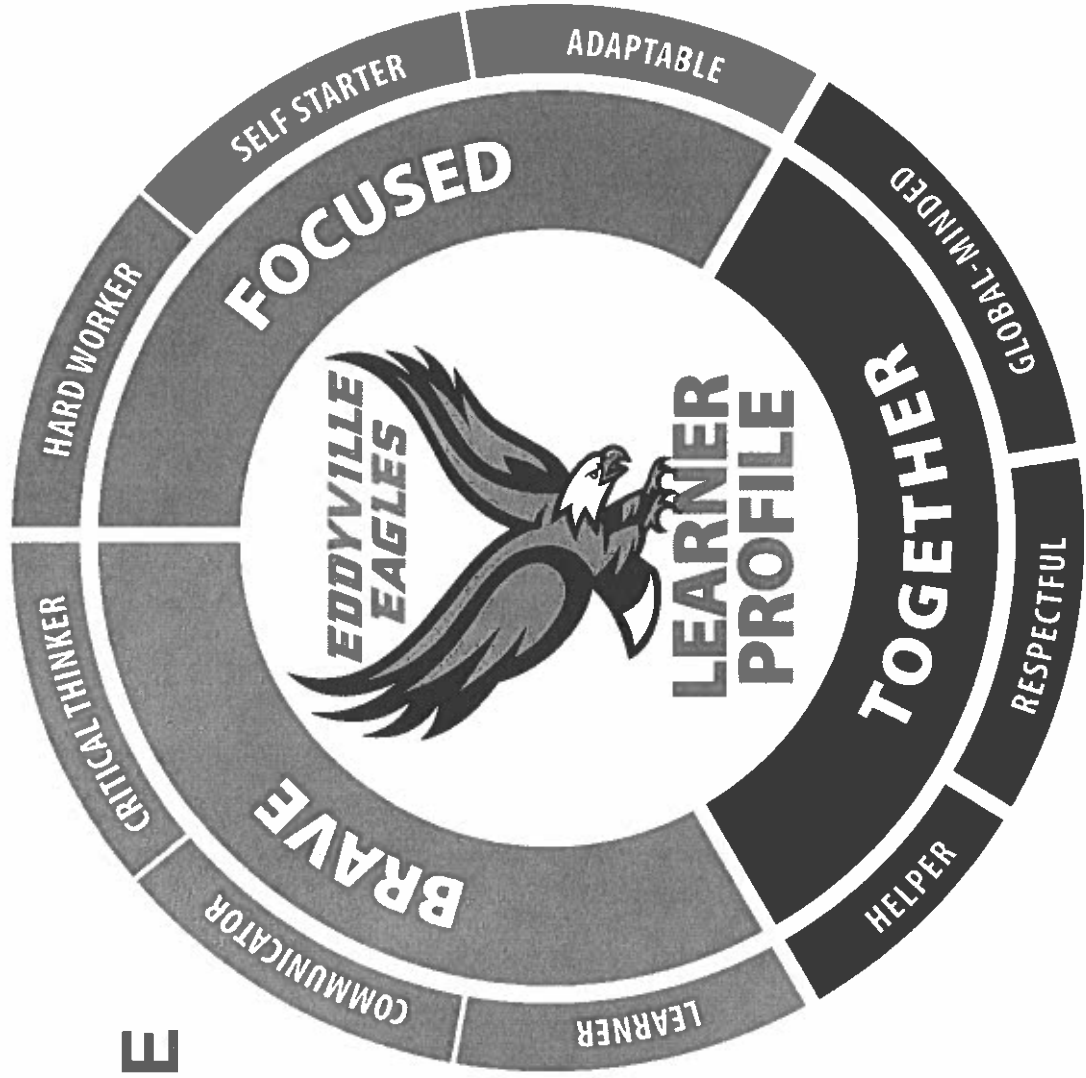 EDDYVILLE
EAGLES
LEARNER
PROFILE
BRAVE
LEARNER
COMMUNICATOR
CRITICAL THINKER
FOCUSED
HARD WORKER
SELF STARTER
ADAPTABLE
TOGETHER
GLOBAL-MINDED
RESPECTFUL
HELPER
E